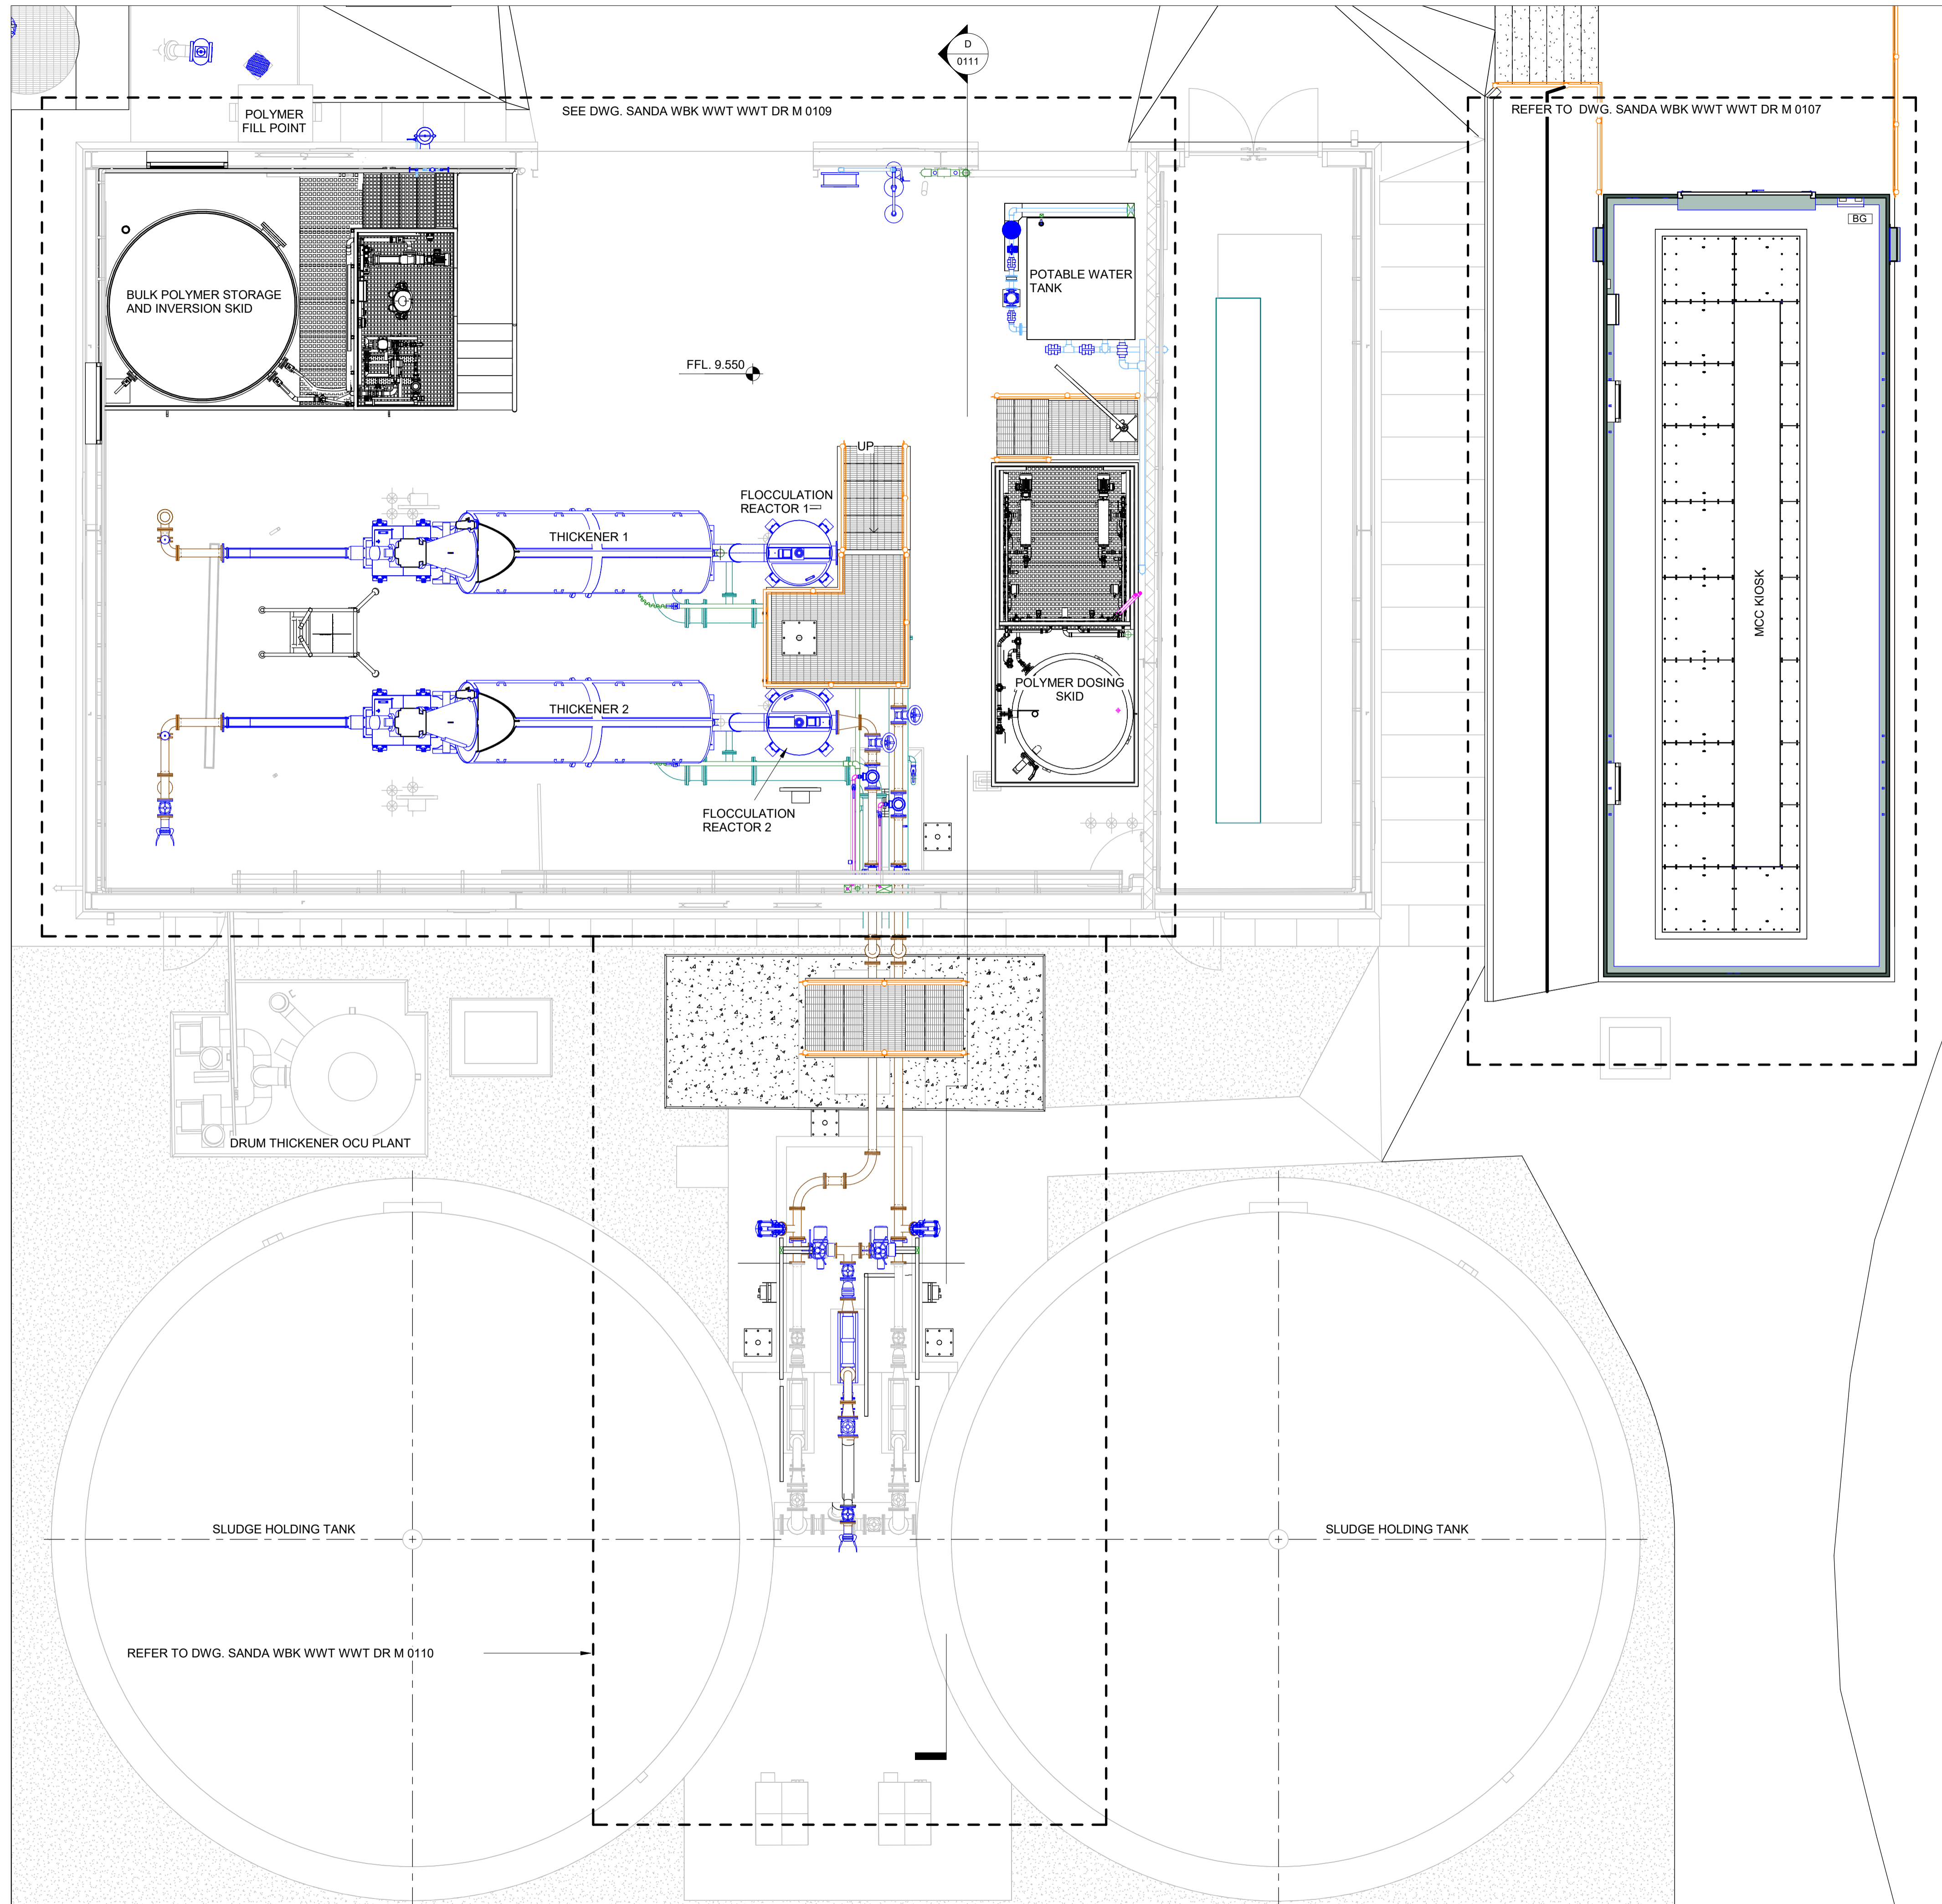 D
0111
POLYMER
FILL POINT
SEE DWG. SANDA WBK WWT WWT DR M 0109
REFER TO DWG. SANDA WBK WWT WWT DR M 0107
BG
BULK POLYMER STORAGE
AND INVERSION SKID
POTABLE WATER
TANK
FFL. 9.550
UP
FLOCCULATION
REACTOR 1
THICKENER 1
MCC KIOSK
POLYMER DOSING
SKID
THICKENER 2
FLOCCULATION
REACTOR 2
DRUM THICKENER OCU PLANT
SLUDGE HOLDING TANK
SLUDGE HOLDING TANK
REFER TO DWG. SANDA WBK WWT WWT DR M 0110